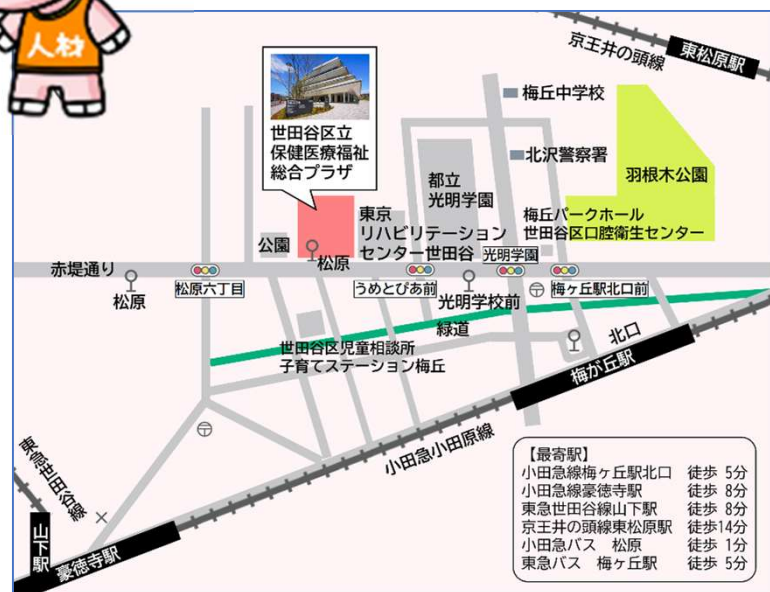 人材
京王井の頭線
東松原駅
世田谷区立
保健医療福祉
総合プラザ
梅丘中学校
北沢警察署
羽根木公園
都立
光明学園
梅丘パークホール
世田谷区口腔衛生センター
東京
リハビリテーション
センター世田谷
公園
松原
光明学園
赤堤通り
松原
松原六丁目
うめとぴあ前
光明学校前
梅ヶ丘駅北口前
緑道
世田谷区児童相談所
子育てステーション梅丘
北口
梅が丘駅
小田急小田原線
東急世田谷線
山下駅
豪徳寺駅
【最寄駅】
小田急線梅ヶ丘駅北口 徒歩 5分
小田急線豪徳寺駅 徒歩 8分
東急世田谷線山下駅 徒歩 8分
京王井の頭線東松原駅 徒歩14分
小田急バス 松原 徒歩 1分
東急バス 梅ヶ丘駅 徒歩 5分